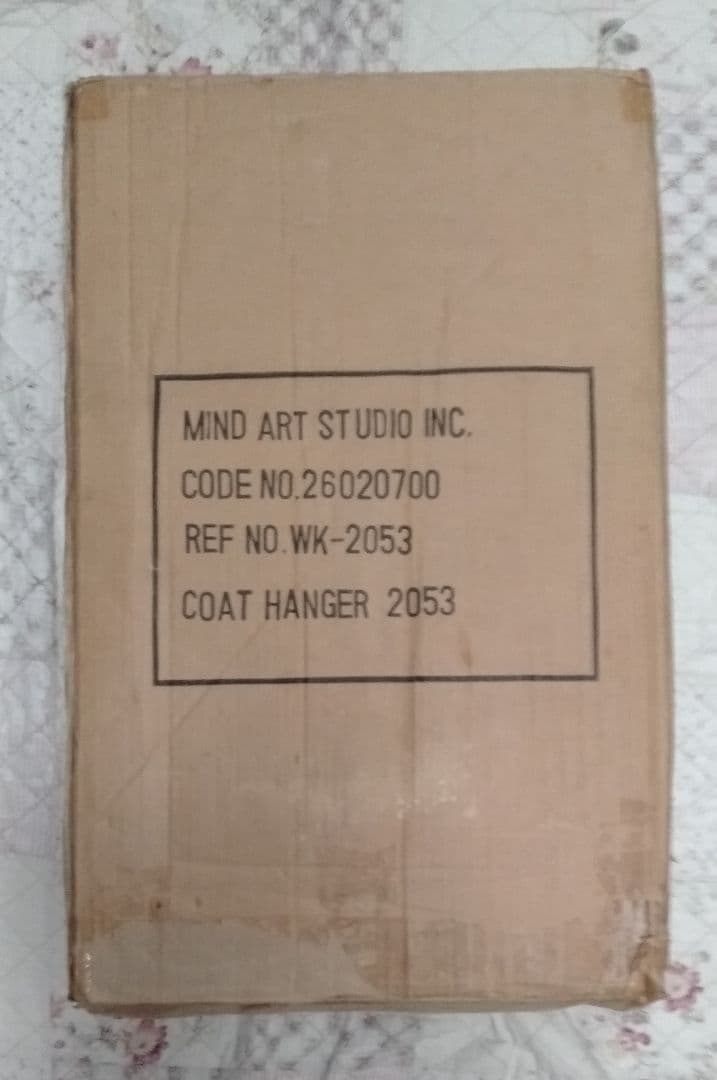 MIND ART STUDIO INC.
CODE NO.26020700
REF NO.WK-2053
COAT HANGER 2053